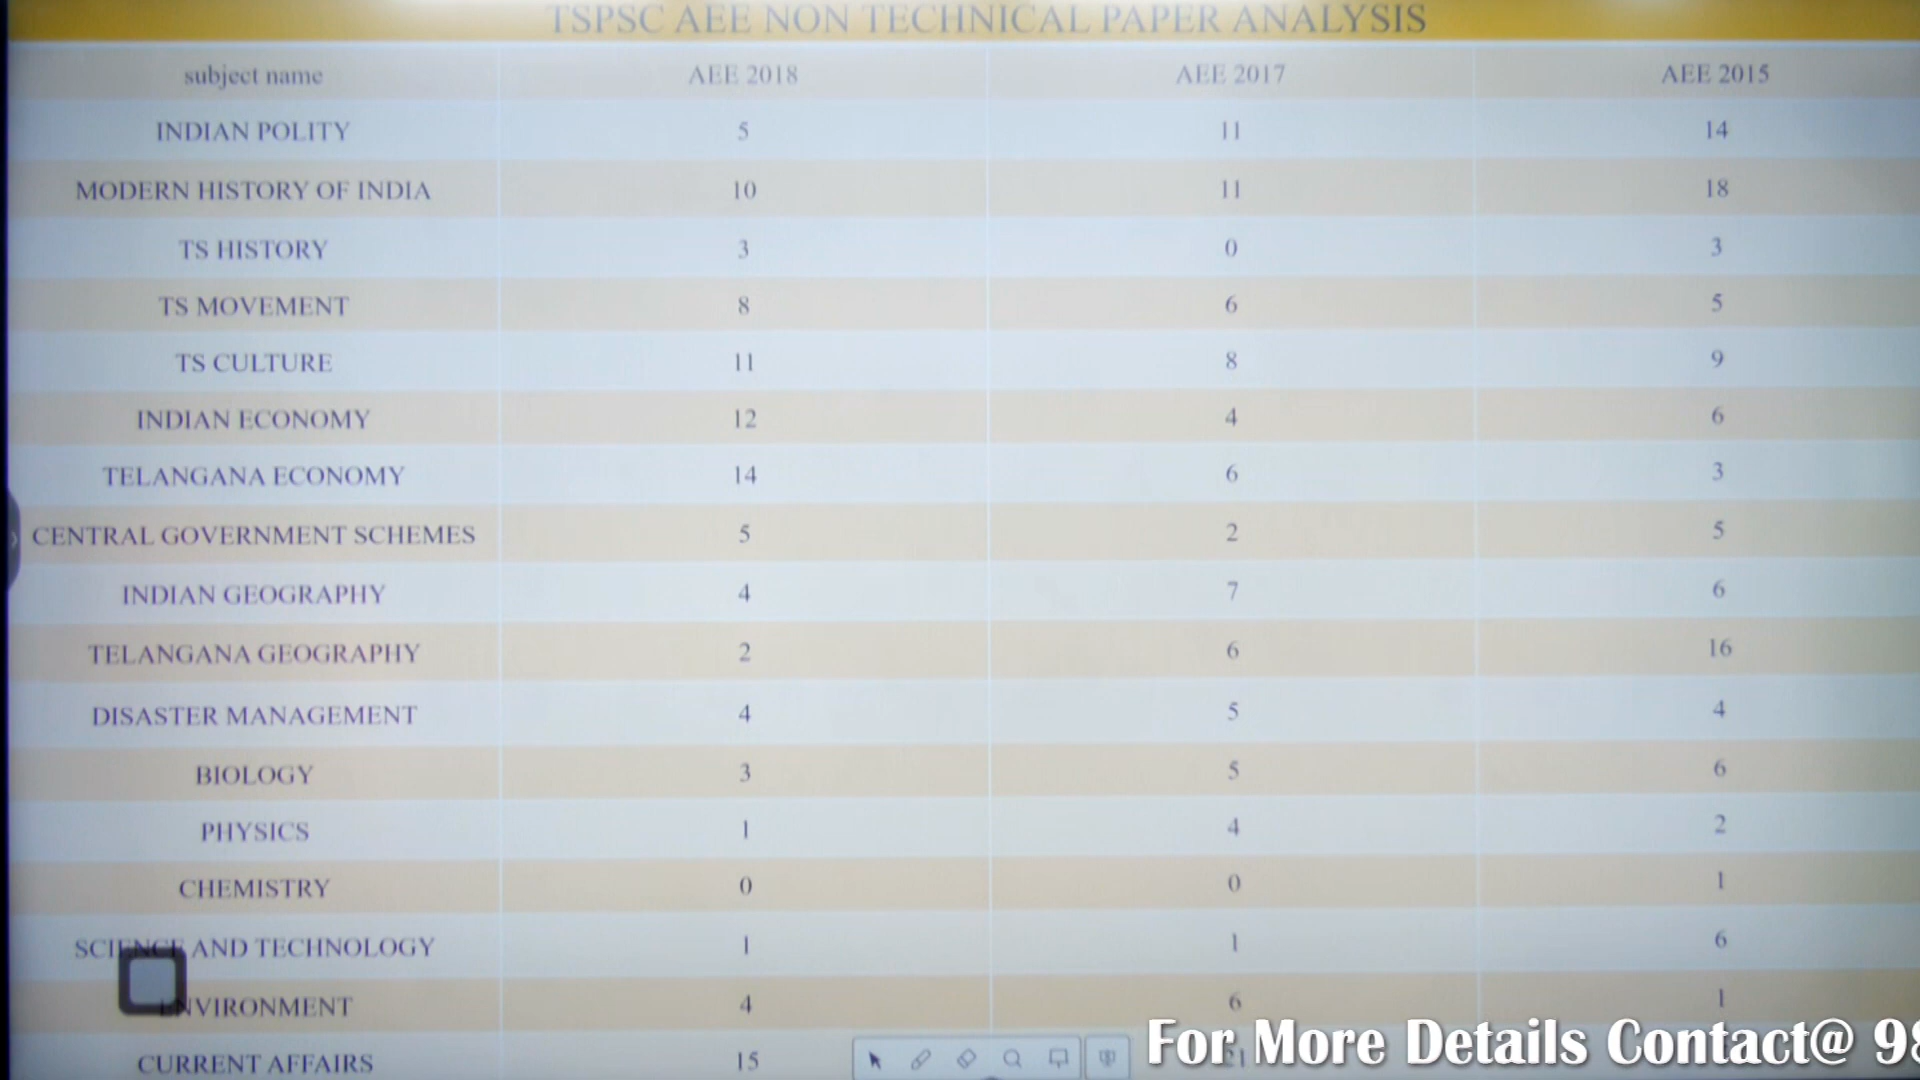 TSPSC AEE NON TECHNICAL PAPER ANALYSIS
subject name AEE 2018 AEE 2017 AEE 2015
INDIAN POLITY 5 11 14
MODERN HISTORY OF INDIA 10 11 18
TS HISTORY 3 0 3
TS MOVEMENT 8 6 5
TS CULTURE 11 8 9
INDIAN ECONOMY 12 4 6
TELANGANA ECONOMY 14 6 3
CENTRAL GOVERNMENT SCHEMES 5 2 5
INDIAN GEOGRAPHY 4 7 6
TELANGANA GEOGRAPHY 2 6 16
DISASTER MANAGEMENT 4 5 4
BIOLOGY 3 5 6
PHYSICS 1 4 2
CHEMISTRY 0 0 1
SCIENCE AND TECHNOLOGY 1 1 6
ENVIRONMENT 4 6 1
CURRENT AFFAIRS 15
For More Details Contact@ 98